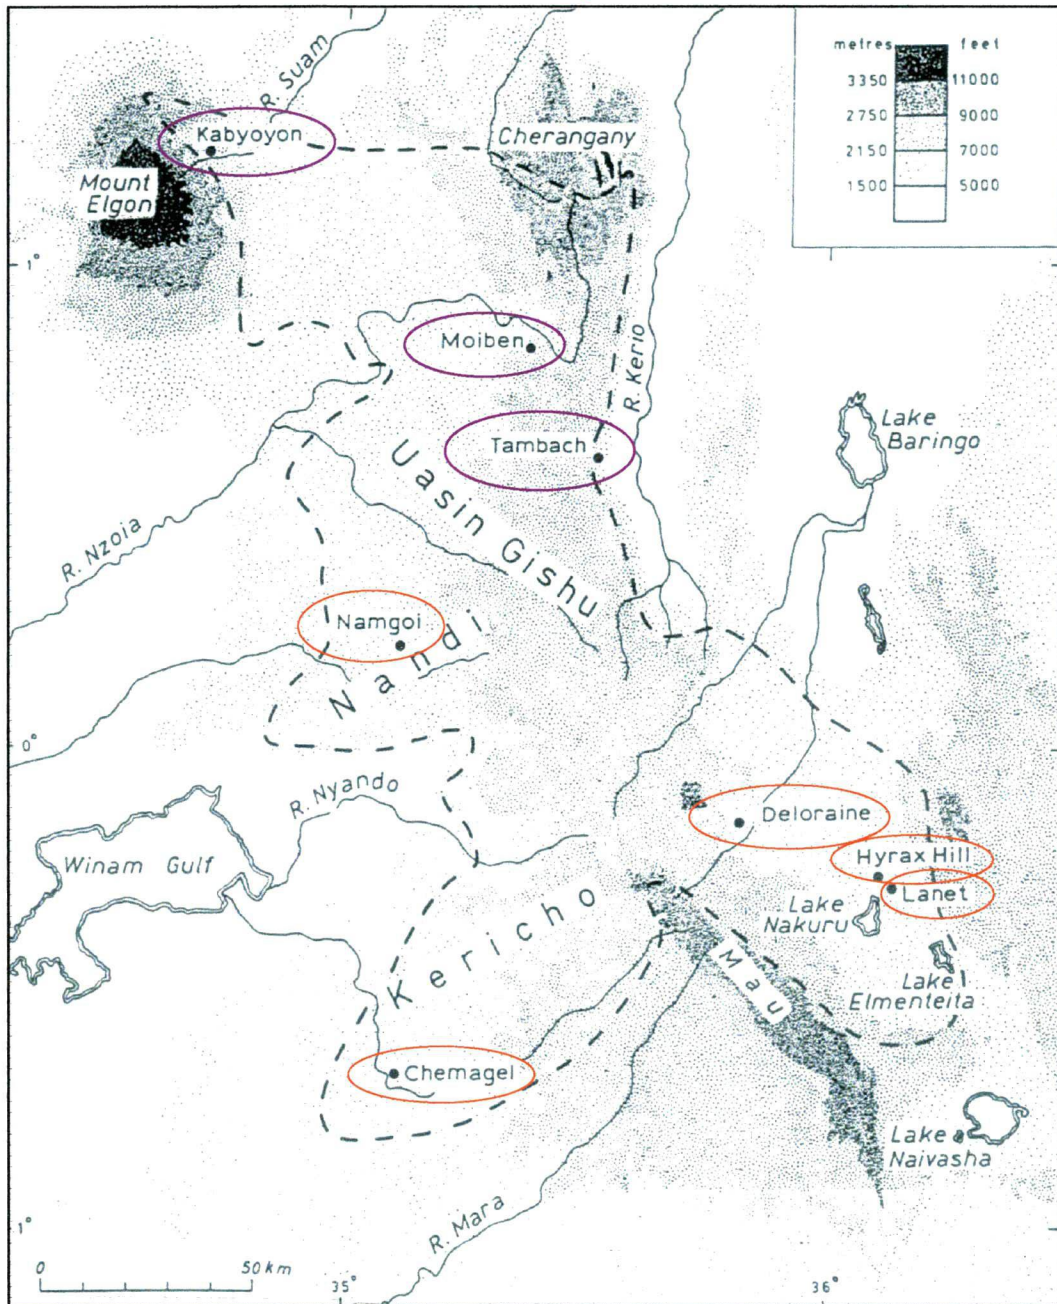 metres feet
3350 11000
2750 9000
2150 7000
1500 5000
R. Suam
Kabyoyon
Cherangany
Mount
Elgon
1°
Moiben
R. Kerio
Tambach
Lake
Baringo
Uasin Gishu
R. Nzoia
Namgoi
Nandi
0°
R. Nyando
Deloraine
Winam Gulf
Hyrax Hill
Lanet
Lake
Nakuru
Kericho
Mau
Lake
Elmenteita
Chemagel
Lake
Naivasha
R. Mara
1°
0 50 km
35° 36°